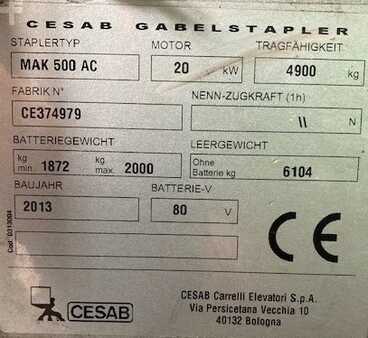 CESAB GABELSTAPLER
STAPLERTYP MOTOR TRAGFÄHIGKEIT
MAK 500 AC 20 kW 4900 kg
FABRIK N° NENN-ZUGKRAFT (1h)
CE374979 \\ N
BATTERIEGEWICHT LEERGEWICHT
kg min. 1872 kg max. 2000 Ohne Batterie kg 6104
BAUJAHR BATTERIE-V
2013 80 V
CE
Cod. 0313004
CESAB
CESAB Carrelli Elevatori S.p.A.
Via Persicetana Vecchia 10
40132 Bologna